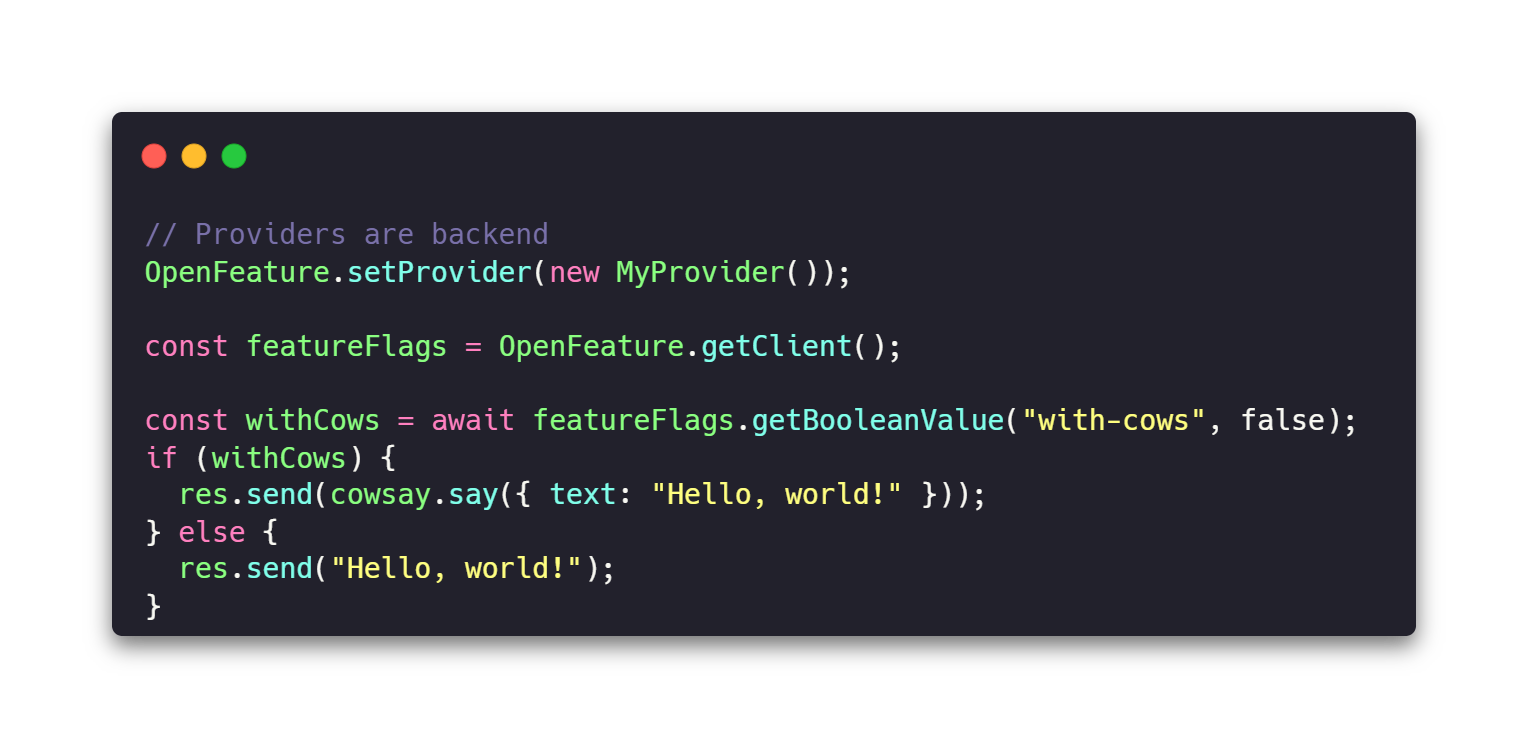 // Providers are backend
OpenFeature.setProvider(new MyProvider());
const featureFlags = OpenFeature.getClient();
const withCows = await featureFlags.getBooleanValue("with-cows", false);
if (withCows) {
  res.send(cowsay.say({ text: "Hello, world!" }));
} else {
  res.send("Hello, world!");
}